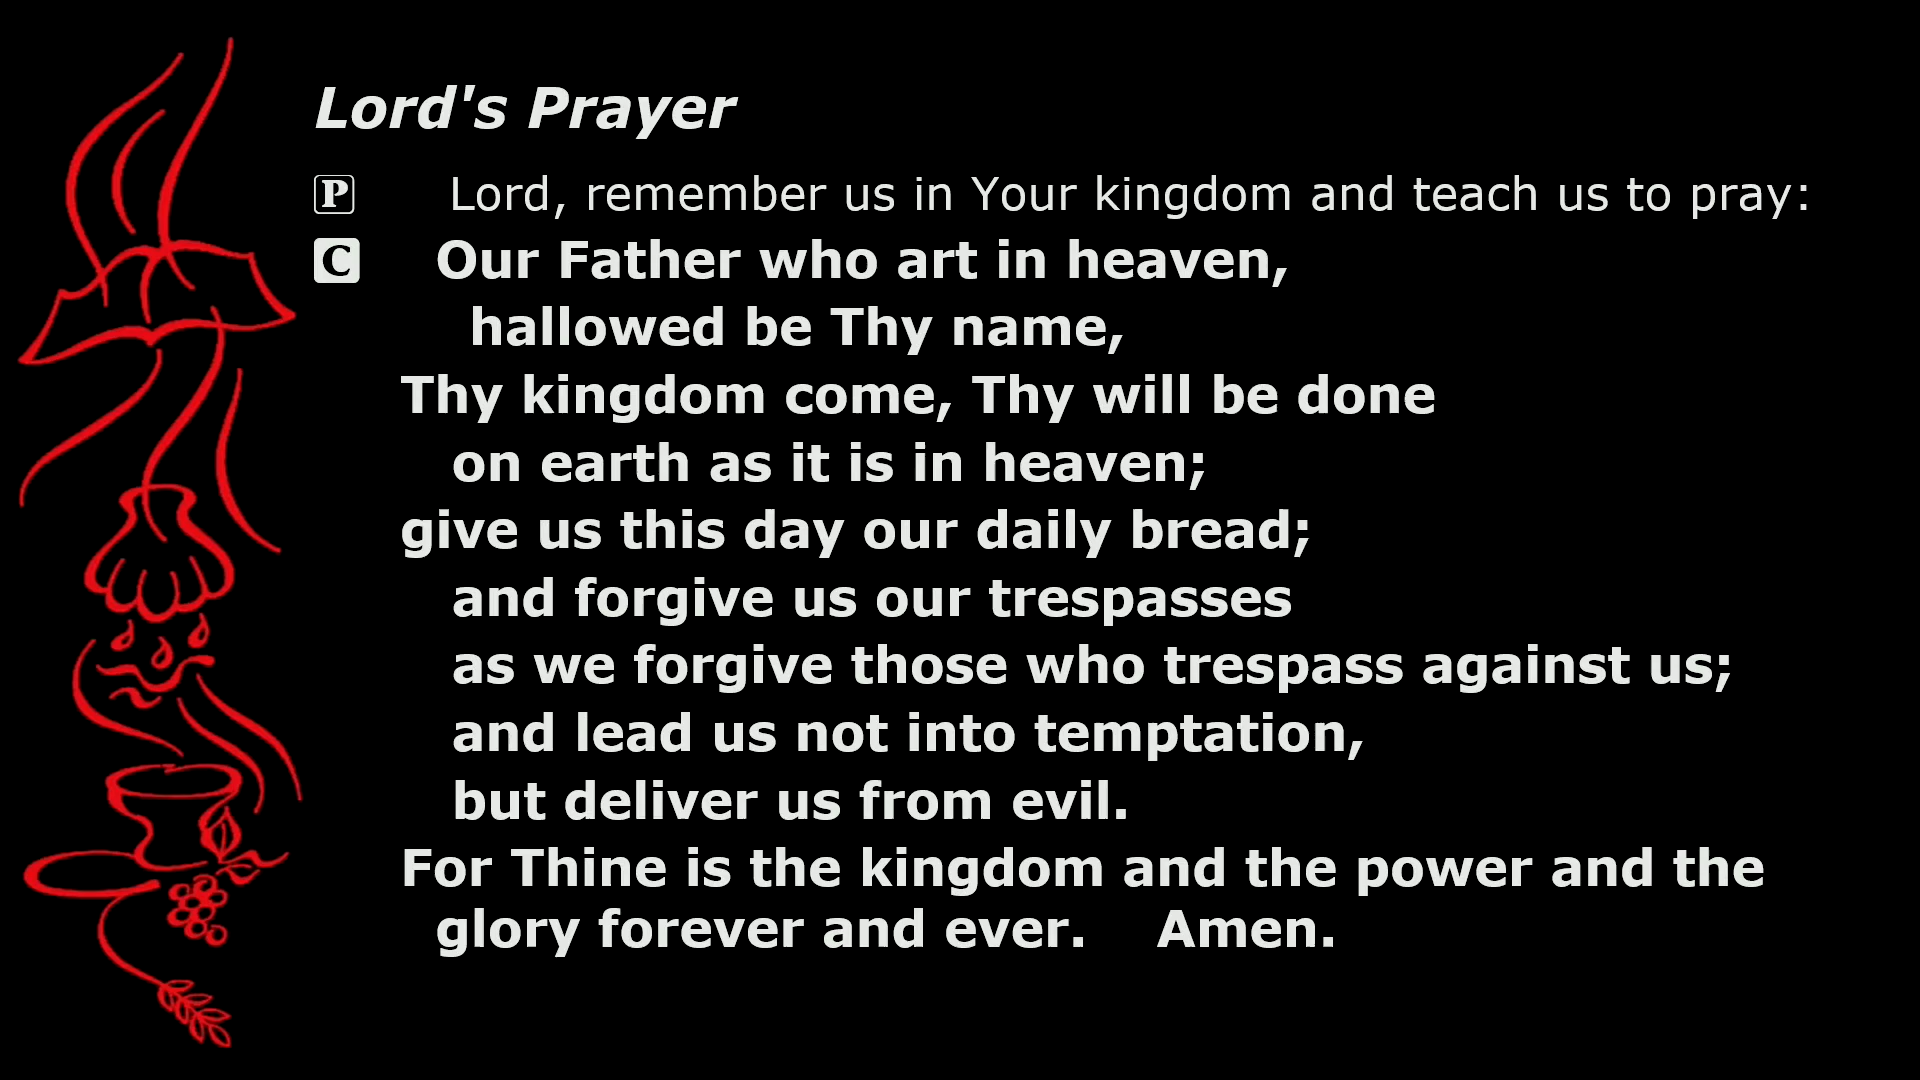 Lord's Prayer
P Lord, remember us in Your kingdom and teach us to pray:
C Our Father who art in heaven,
hallowed be Thy name,
Thy kingdom come, Thy will be done
on earth as it is in heaven;
give us this day our daily bread;
and forgive us our trespasses
as we forgive those who trespass against us;
and lead us not into temptation,
but deliver us from evil.
For Thine is the kingdom and the power and the
glory forever and ever. Amen.